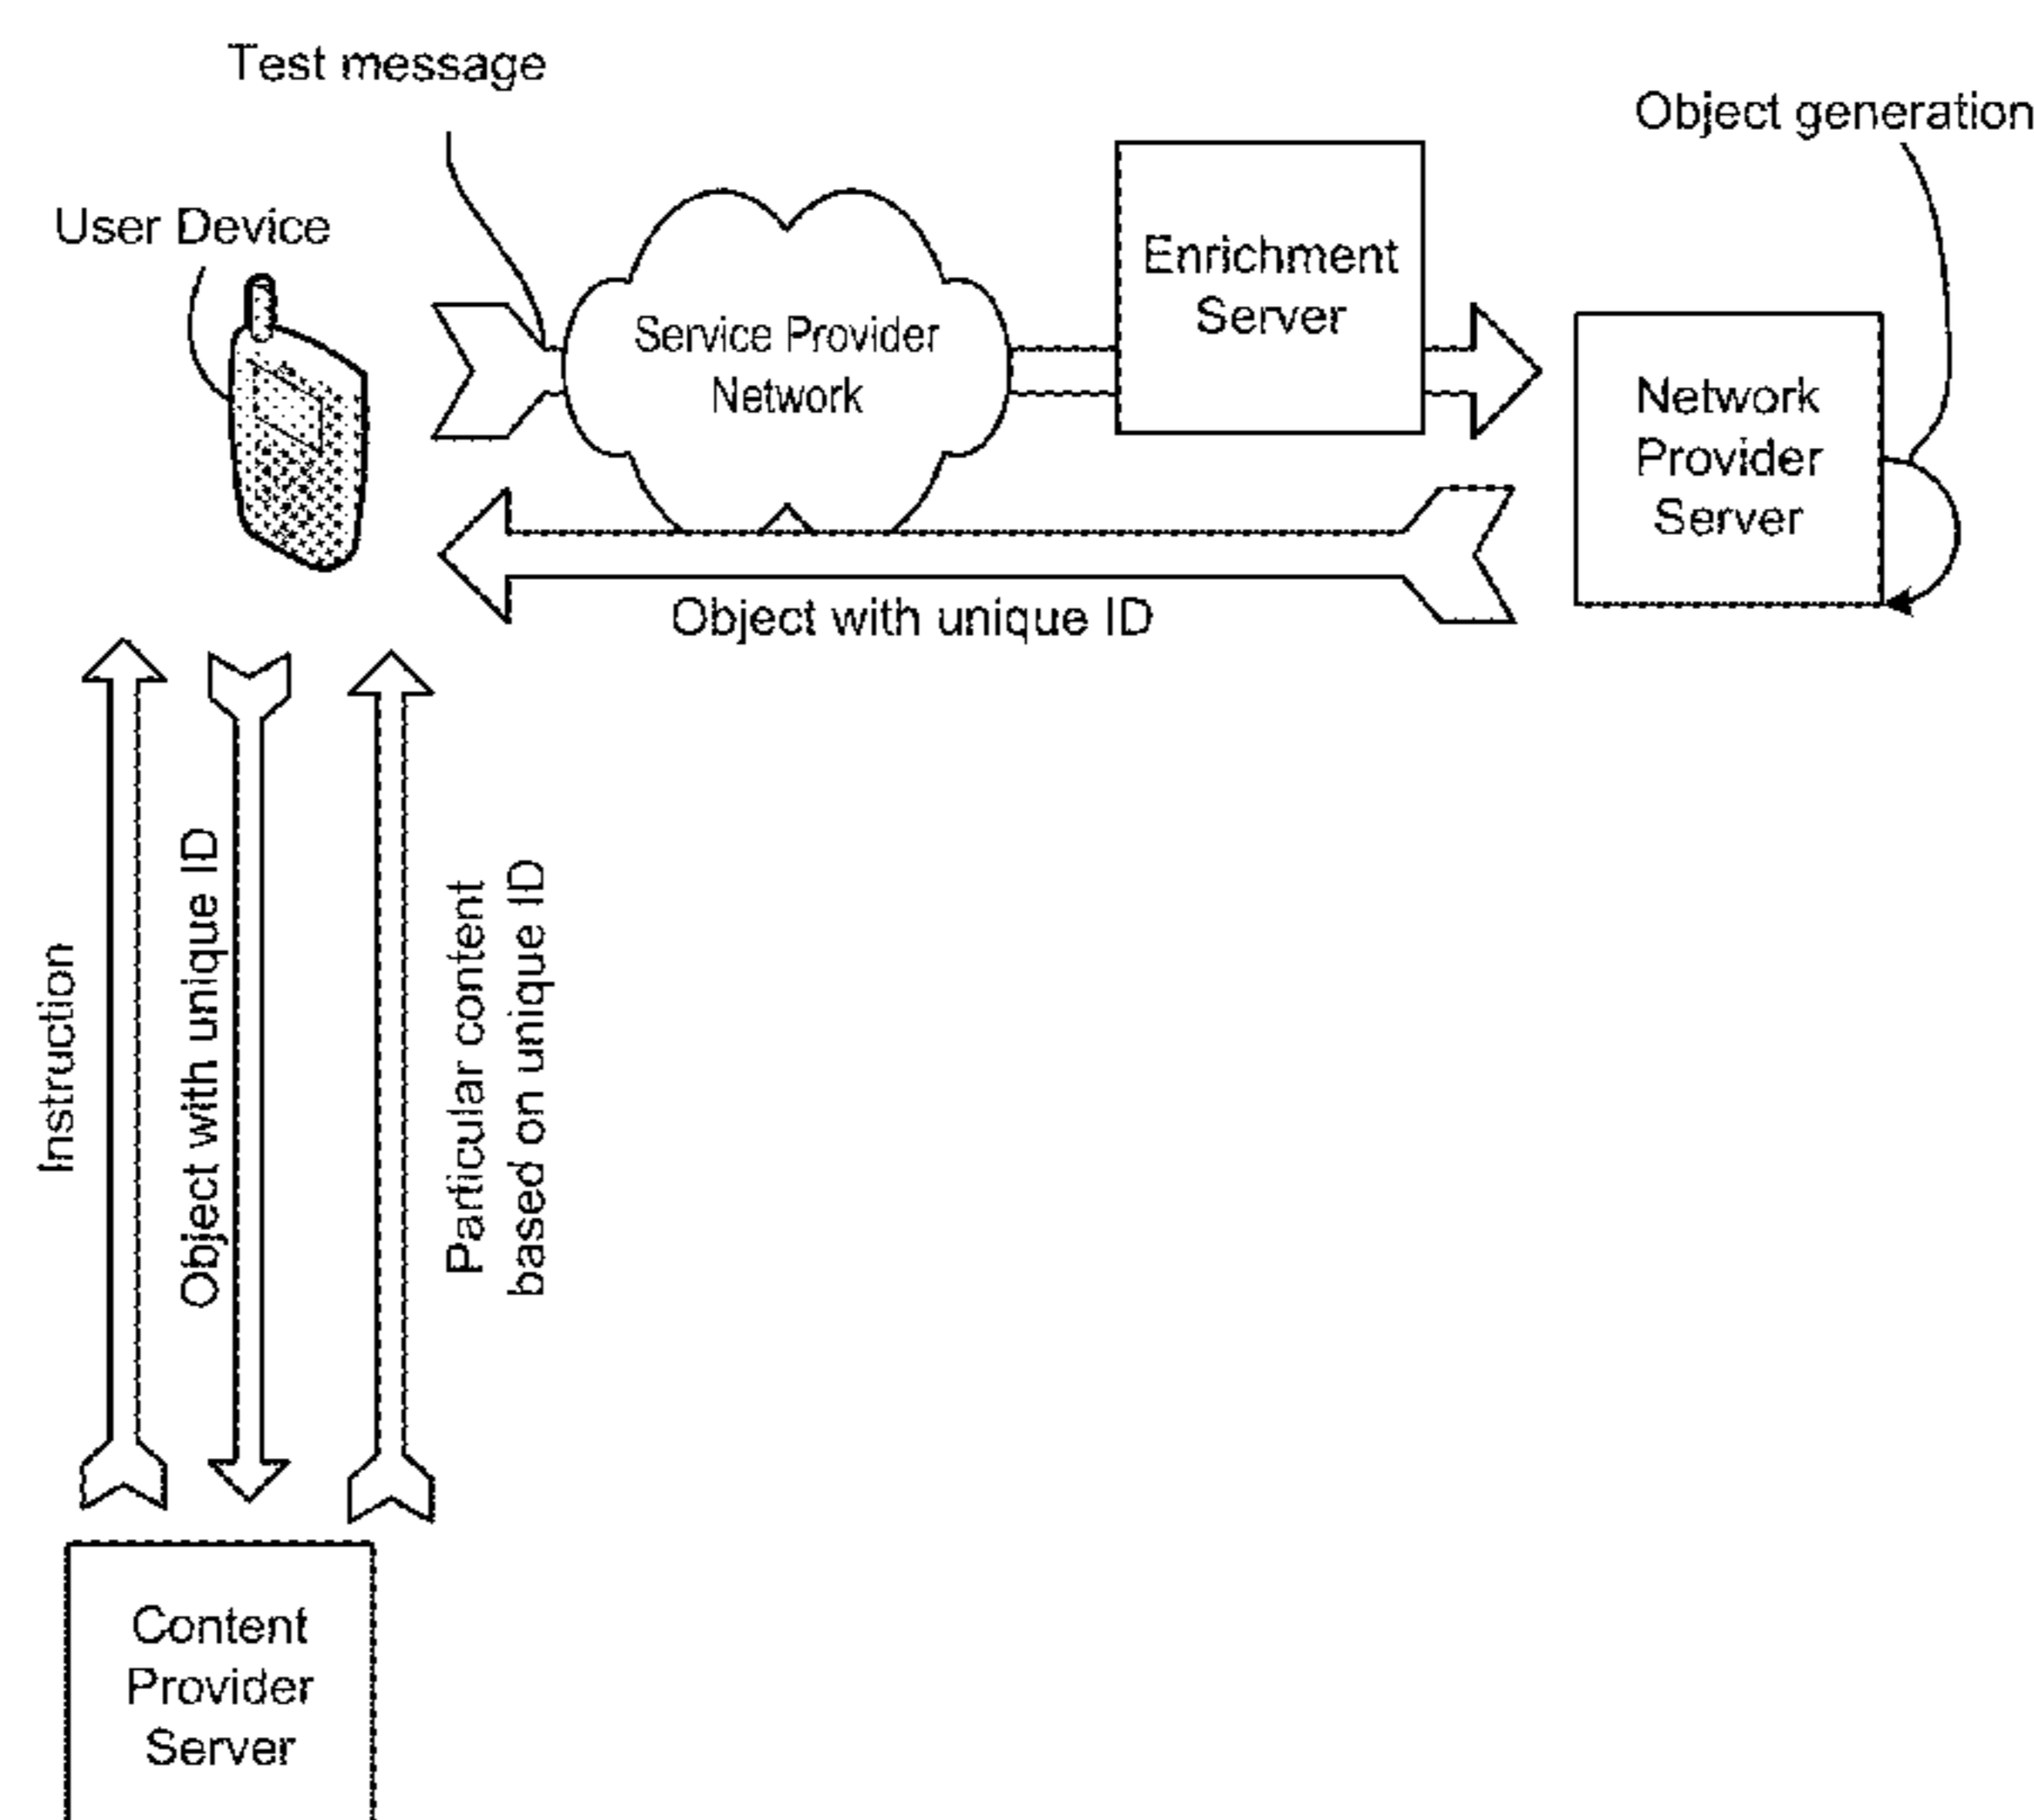 Test message
Object generation
User Device
Enrichment
Server
Service Provider
Network
Network
Provider
Server
Object with unique ID
Instruction
Object with unique ID
Particular content
based on unique ID
Content
Provider
Server